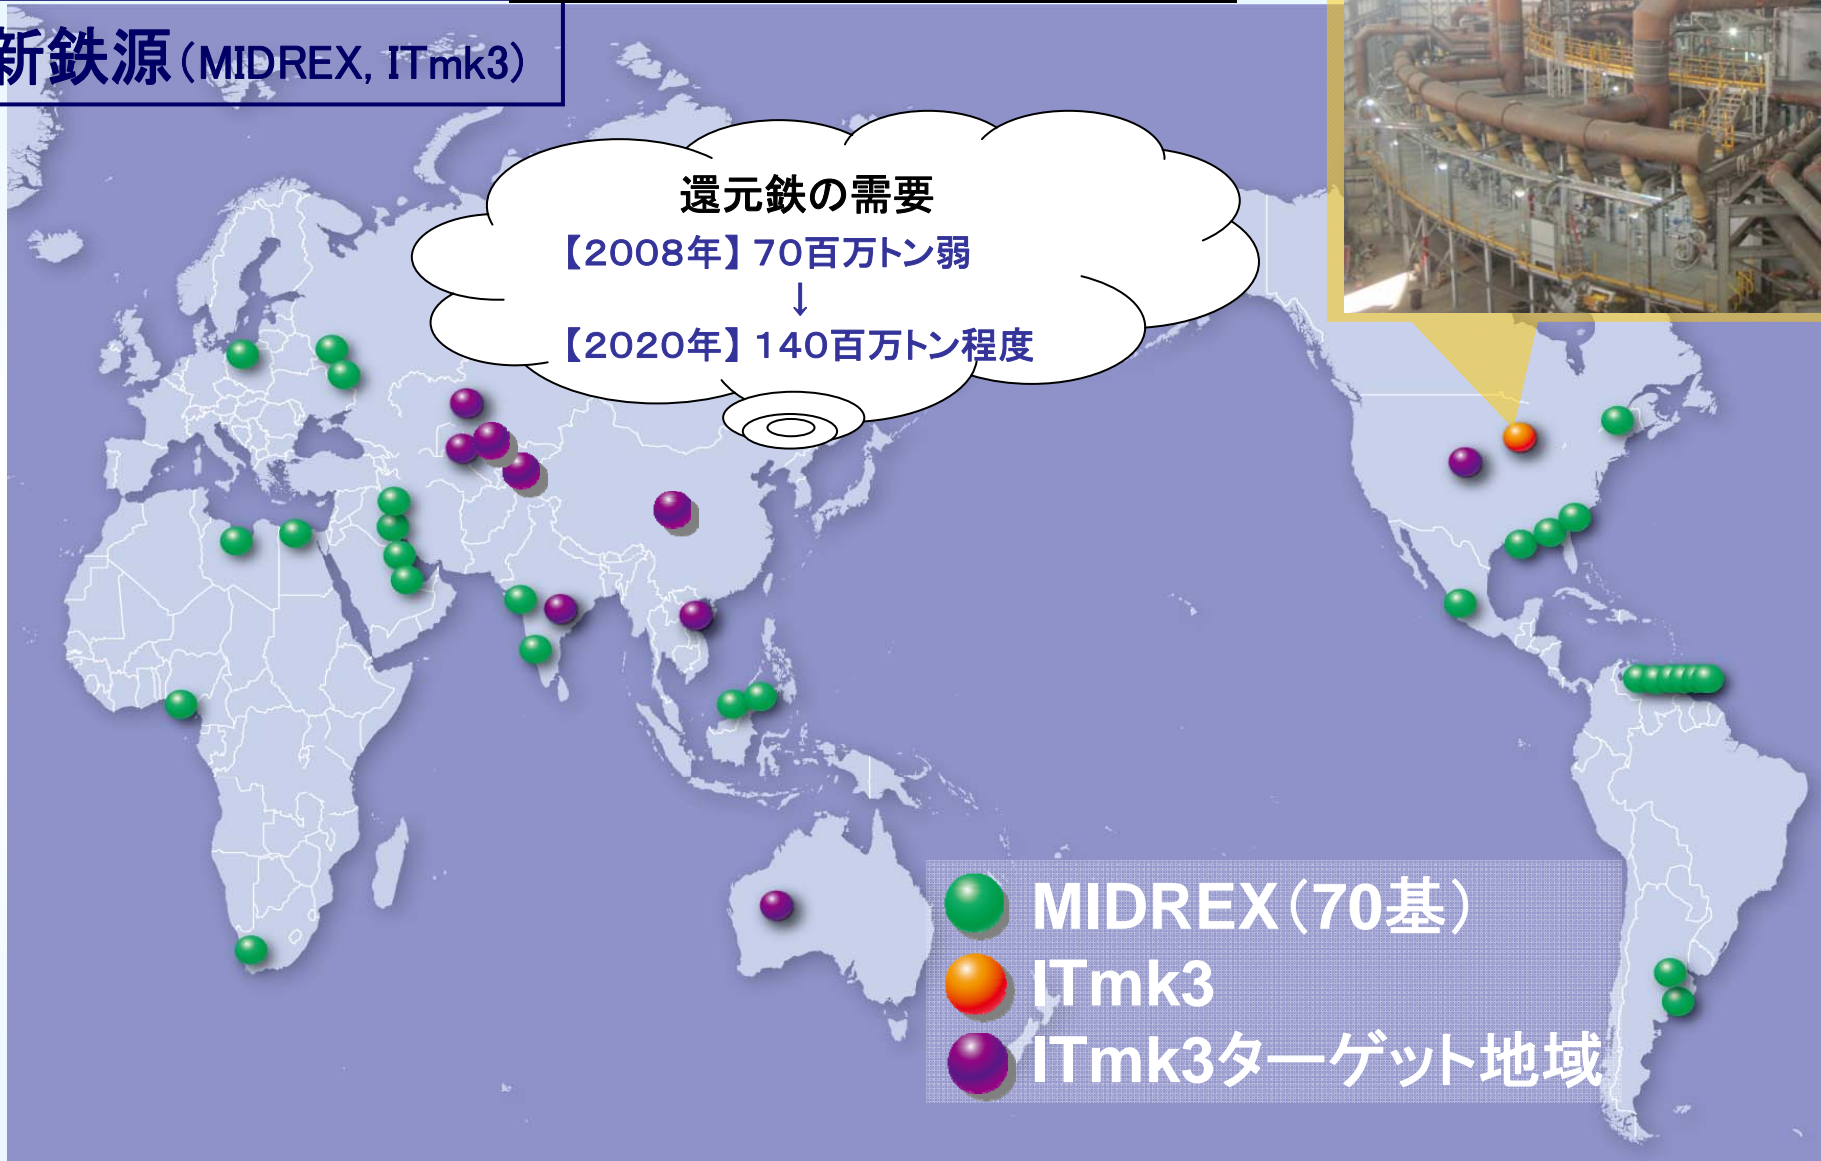 新鉄源(MIDREX, ITmk3)
還元鉄の需要
【2008年】 70百万トン弱
↓
【2020年】 140百万トン程度
MIDREX(70基)
ITmk3
ITmk3ターゲット地域